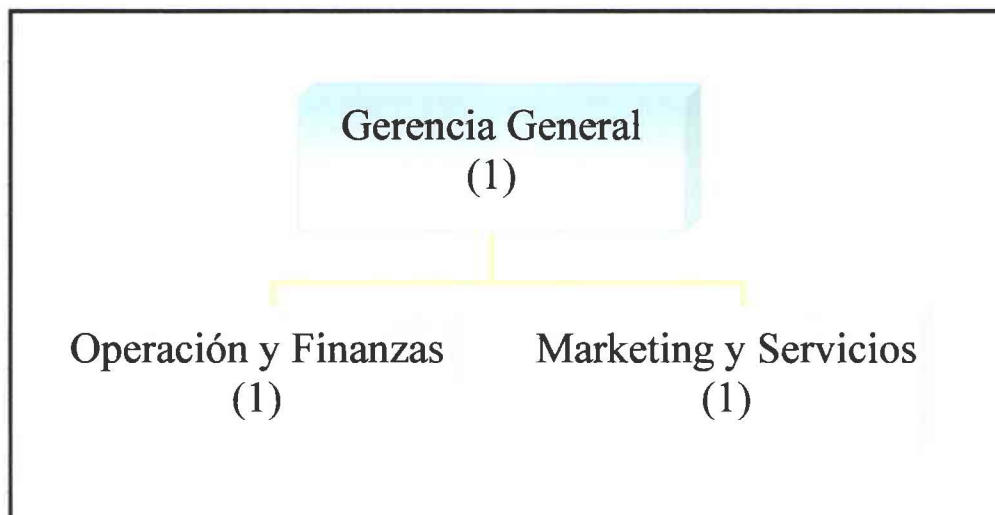 Gerencia General
(1)
Operación y Finanzas
(1)
Marketing y Servicios
(1)